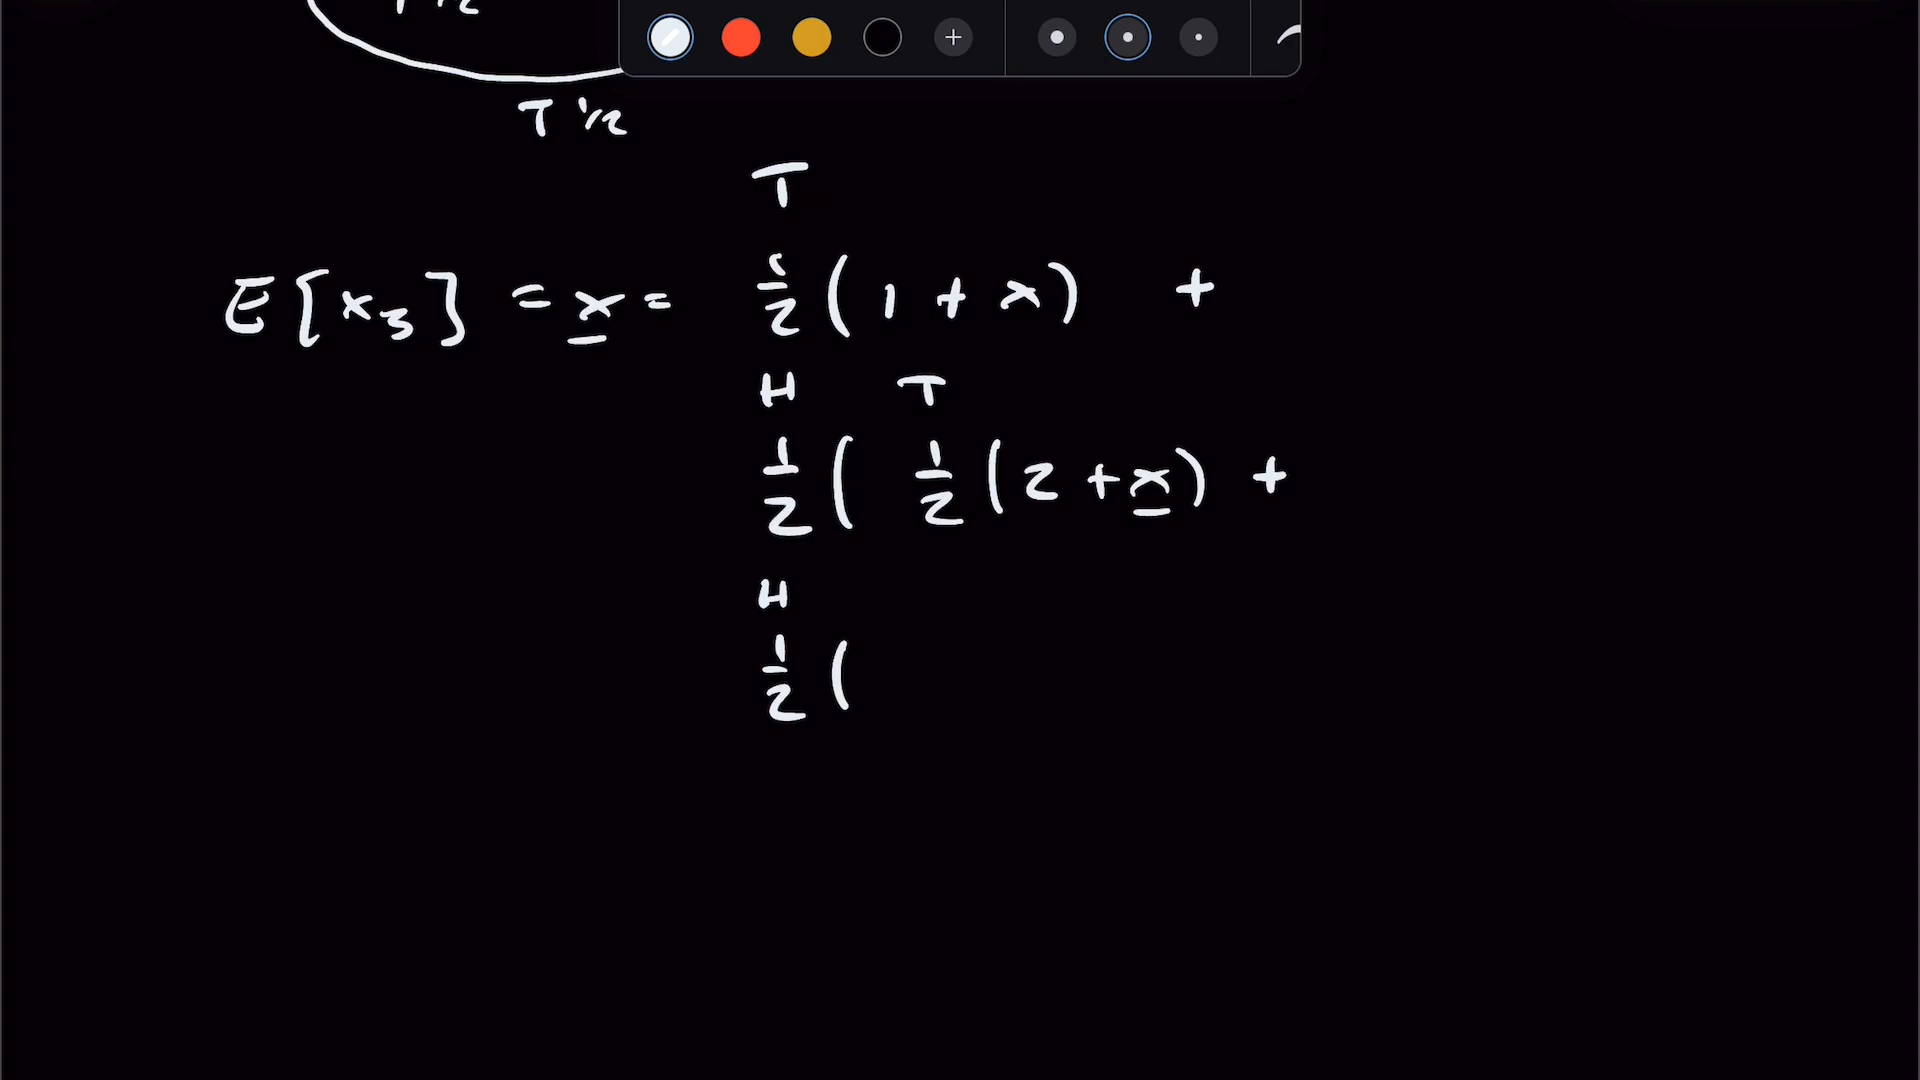 T 1/2
T
E[x₃] = x = 1/2 (1 + x) +
H T
1/2 ( 1/2 (2 + x) +
H
1/2 (